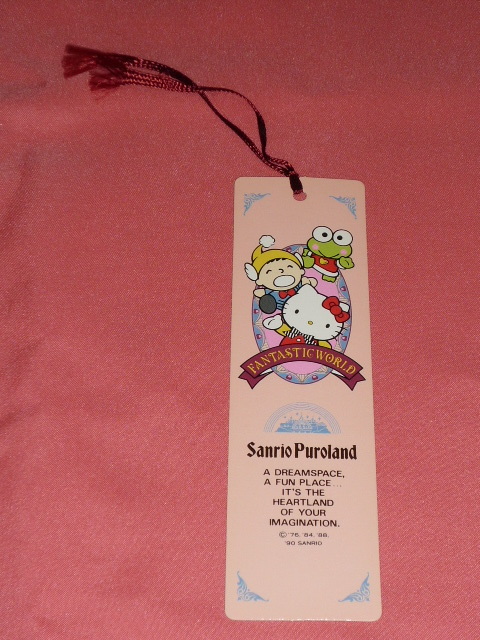 FANTASTIC WORLD
Sanrio Puroland
A DREAMSPACE,
A FUN PLACE...
IT'S THE
HEARTLAND
OF YOUR
IMAGINATION.
© '76, '84, '88,
'90 SANRIO